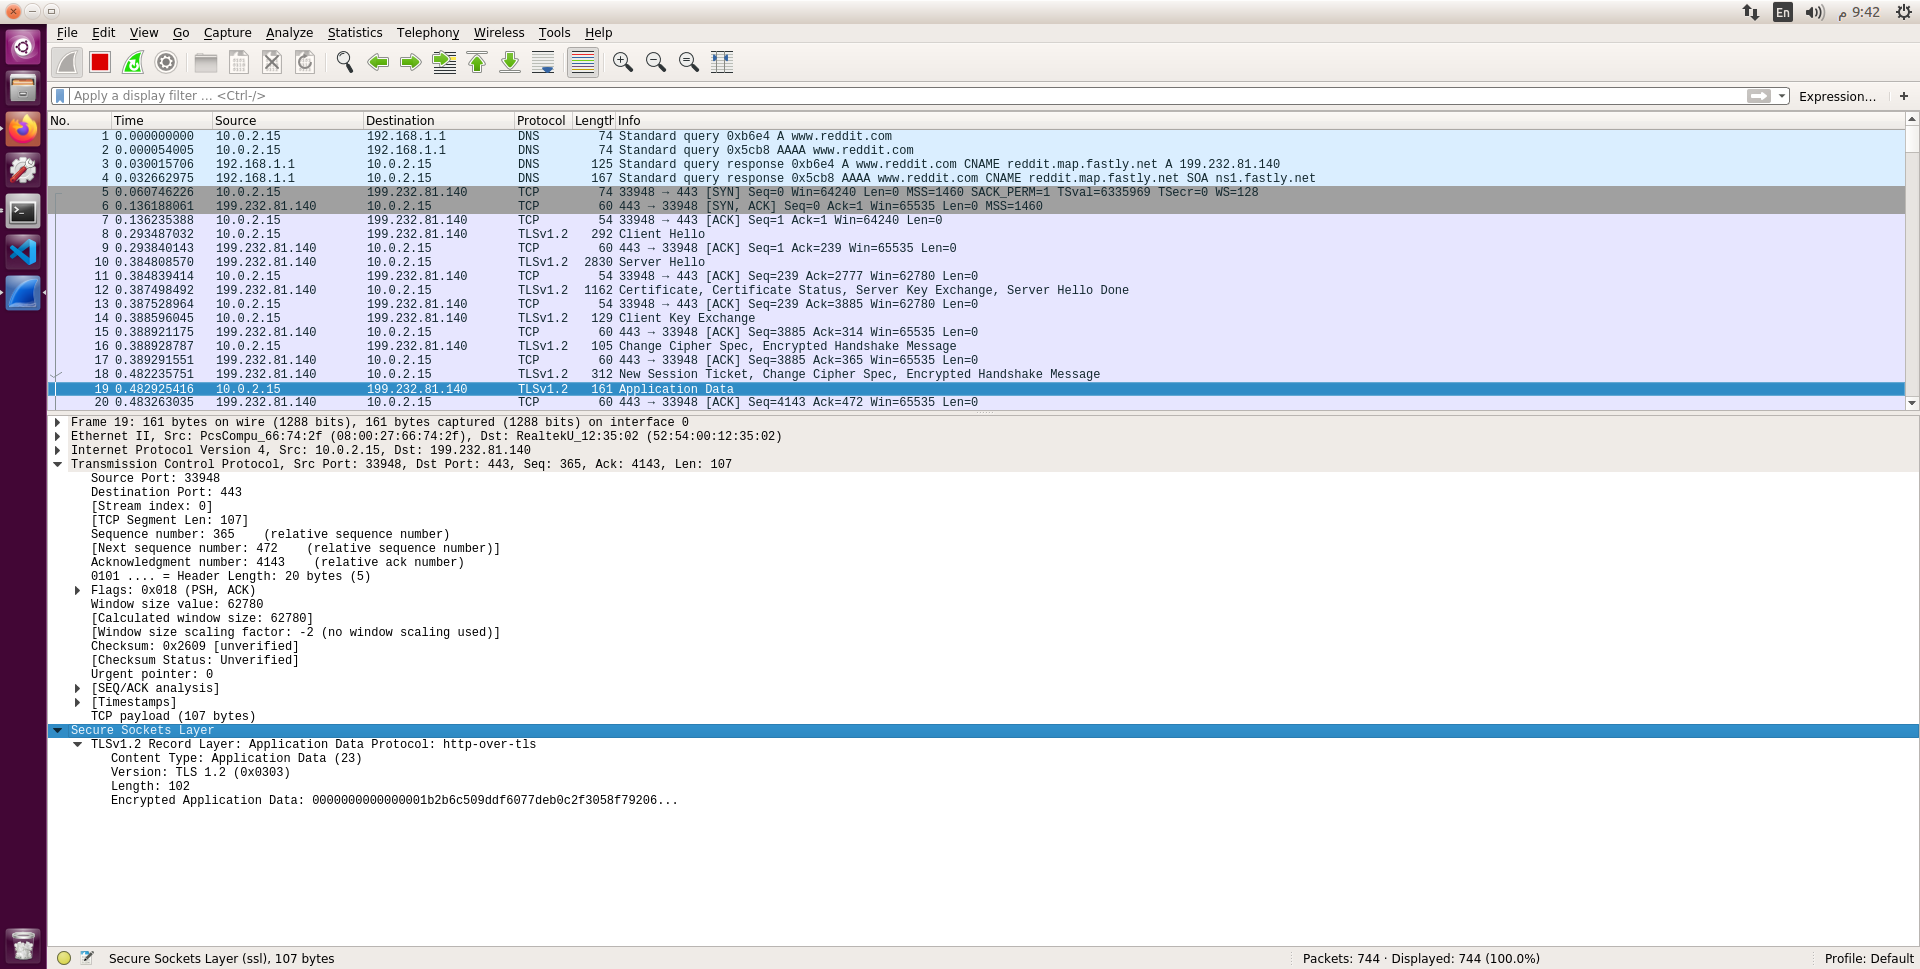 En 9:42 م
File Edit View Go Capture Analyze Statistics Telephony Wireless Tools Help
Apply a display filter ... <Ctrl-/> Expression... +
No. Time Source Destination Protocol Length Info
1 0.000000000 10.0.2.15 192.168.1.1 DNS 74 Standard query 0xb6e4 A www.reddit.com
2 0.000054005 10.0.2.15 192.168.1.1 DNS 74 Standard query 0x5cb8 AAAA www.reddit.com
3 0.030015706 192.168.1.1 10.0.2.15 DNS 125 Standard query response 0xb6e4 A www.reddit.com CNAME reddit.map.fastly.net A 199.232.81.140
4 0.032662975 192.168.1.1 10.0.2.15 DNS 167 Standard query response 0x5cb8 AAAA www.reddit.com CNAME reddit.map.fastly.net SOA ns1.fastly.net
5 0.060746226 10.0.2.15 199.232.81.140 TCP 74 33948 → 443 [SYN] Seq=0 Win=64240 Len=0 MSS=1460 SACK_PERM=1 TSval=6335969 TSecr=0 WS=128
6 0.136188061 199.232.81.140 10.0.2.15 TCP 60 443 → 33948 [SYN, ACK] Seq=0 Ack=1 Win=65535 Len=0 MSS=1460
7 0.136235388 10.0.2.15 199.232.81.140 TCP 54 33948 → 443 [ACK] Seq=1 Ack=1 Win=64240 Len=0
8 0.293487032 10.0.2.15 199.232.81.140 TLSv1.2 292 Client Hello
9 0.293840143 199.232.81.140 10.0.2.15 TCP 60 443 → 33948 [ACK] Seq=1 Ack=239 Win=65535 Len=0
10 0.384808570 199.232.81.140 10.0.2.15 TLSv1.2 2830 Server Hello
11 0.384839414 10.0.2.15 199.232.81.140 TCP 54 33948 → 443 [ACK] Seq=239 Ack=2777 Win=62780 Len=0
12 0.387498492 199.232.81.140 10.0.2.15 TLSv1.2 1162 Certificate, Certificate Status, Server Key Exchange, Server Hello Done
13 0.387528964 10.0.2.15 199.232.81.140 TCP 54 33948 → 443 [ACK] Seq=239 Ack=3885 Win=62780 Len=0
14 0.388596045 10.0.2.15 199.232.81.140 TLSv1.2 129 Client Key Exchange
15 0.388921175 199.232.81.140 10.0.2.15 TCP 60 443 → 33948 [ACK] Seq=3885 Ack=314 Win=65535 Len=0
16 0.388928787 10.0.2.15 199.232.81.140 TLSv1.2 105 Change Cipher Spec, Encrypted Handshake Message
17 0.389291551 199.232.81.140 10.0.2.15 TCP 60 443 → 33948 [ACK] Seq=3885 Ack=365 Win=65535 Len=0
18 0.482235751 199.232.81.140 10.0.2.15 TLSv1.2 312 New Session Ticket, Change Cipher Spec, Encrypted Handshake Message
19 0.482925416 10.0.2.15 199.232.81.140 TLSv1.2 161 Application Data
20 0.483263035 199.232.81.140 10.0.2.15 TCP 60 443 → 33948 [ACK] Seq=4143 Ack=472 Win=65535 Len=0
Frame 19: 161 bytes on wire (1288 bits), 161 bytes captured (1288 bits) on interface 0
Ethernet II, Src: PcsCompu_66:74:2f (08:00:27:66:74:2f), Dst: RealtekU_12:35:02 (52:54:00:12:35:02)
Internet Protocol Version 4, Src: 10.0.2.15, Dst: 199.232.81.140
Transmission Control Protocol, Src Port: 33948, Dst Port: 443, Seq: 365, Ack: 4143, Len: 107
Source Port: 33948
Destination Port: 443
[Stream index: 0]
[TCP Segment Len: 107]
Sequence number: 365 (relative sequence number)
[Next sequence number: 472 (relative sequence number)]
Acknowledgment number: 4143 (relative ack number)
0101 .... = Header Length: 20 bytes (5)
Flags: 0x018 (PSH, ACK)
Window size value: 62780
[Calculated window size: 62780]
[Window size scaling factor: -2 (no window scaling used)]
Checksum: 0x2609 [unverified]
[Checksum Status: Unverified]
Urgent pointer: 0
[SEQ/ACK analysis]
[Timestamps]
TCP payload (107 bytes)
Secure Sockets Layer
TLSv1.2 Record Layer: Application Data Protocol: http-over-tls
Content Type: Application Data (23)
Version: TLS 1.2 (0x0303)
Length: 102
Encrypted Application Data: 0000000000000001b2b6c509ddf6077deb0c2f3058f79206...
Secure Sockets Layer (ssl), 107 bytes Packets: 744 · Displayed: 744 (100.0%) Profile: Default